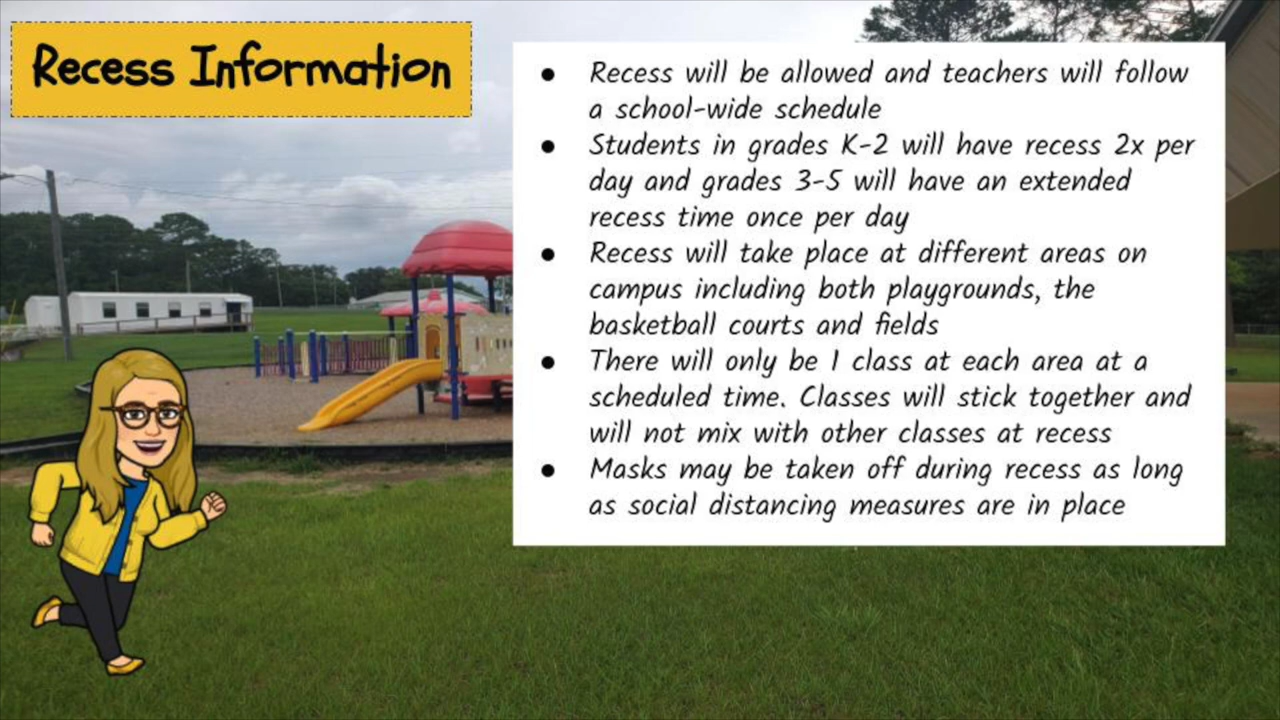 Recess Information
● Recess will be allowed and teachers will follow
a school-wide schedule
● Students in grades K-2 will have recess 2x per
day and grades 3-5 will have an extended
recess time once per day
● Recess will take place at different areas on
campus including both playgrounds, the
basketball courts and fields
● There will only be 1 class at each area at a
scheduled time. Classes will stick together and
will not mix with other classes at recess
● Masks may be taken off during recess as long
as social distancing measures are in place